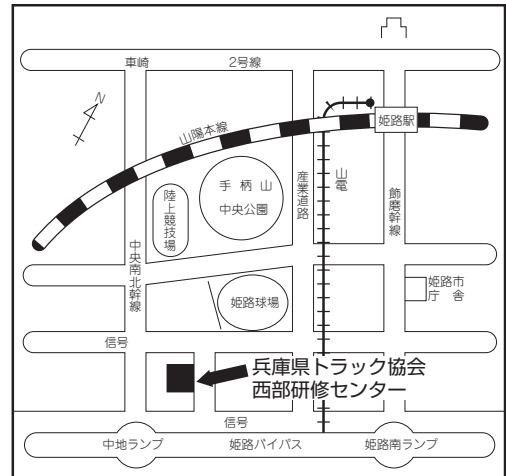 車崎
2号線
N
姫路駅
山陽本線
手柄山
中央公園
陸上競技場
産業道路
山電
飾磨幹線
中央南北幹線
姫路球場
姫路市
庁舎
信号
兵庫県トラック協会
西部研修センター
信号
中地ランプ
姫路バイパス
姫路南ランプ